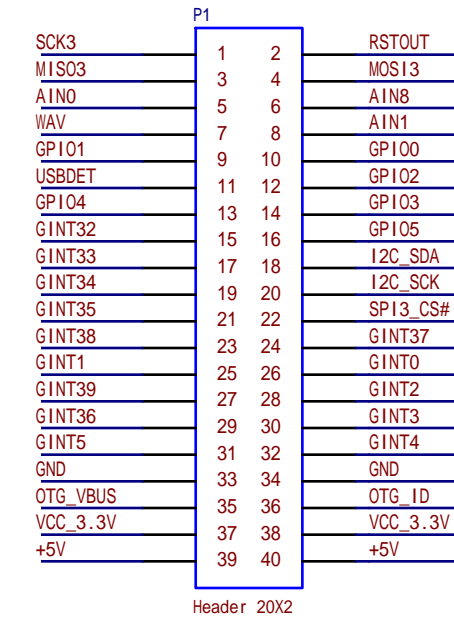 P1
SCK3 1 2 RSTOUT
MISO3 3 4 MOSI3
AIN0 5 6 AIN8
WAV 7 8 AIN1
GPIO1 9 10 GPIO0
USBDET 11 12 GPIO2
GPIO4 13 14 GPIO3
GINT32 15 16 GPIO5
GINT33 17 18 I2C_SDA
GINT34 19 20 I2C_SCK
GINT35 21 22 SPI3_CS#
GINT38 23 24 GINT37
GINT1 25 26 GINT0
GINT39 27 28 GINT2
GINT36 29 30 GINT3
GINT5 31 32 GINT4
GND 33 34 GND
OTG_VBUS 35 36 OTG_ID
VCC_3.3V 37 38 VCC_3.3V
+5V 39 40 +5V
Header 20X2